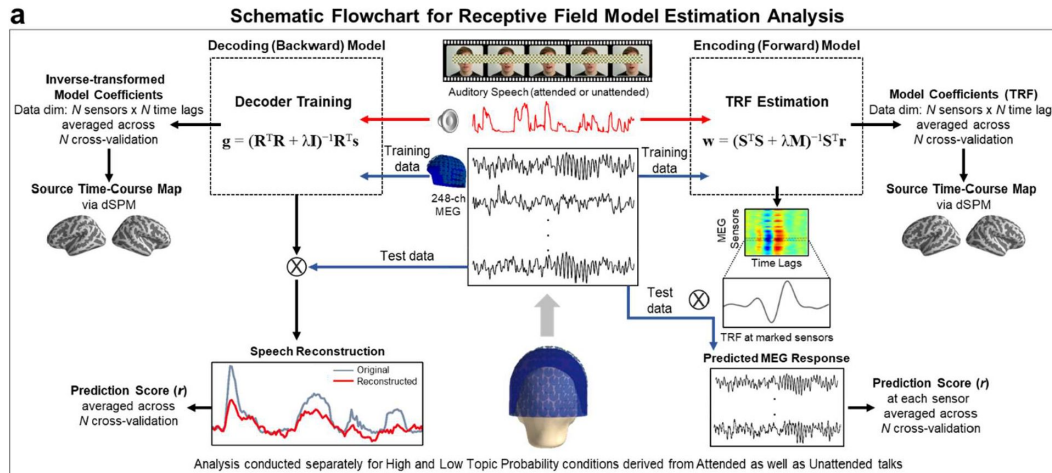 a
Schematic Flowchart for Receptive Field Model Estimation Analysis
Decoding (Backward) Model
Decoder Training
g = (RᵀR + λI)⁻¹Rᵀs
Inverse-transformed
Model Coefficients
Data dim: N sensors x N time lags
averaged across
N cross-validation
Source Time-Course Map
via dSPM
Auditory Speech (attended or unattended)
Training
data
248-ch
MEG
Training
data
Encoding (Forward) Model
TRF Estimation
w = (SᵀS + λM)⁻¹Sᵀr
Model Coefficients (TRF)
Data dim: N sensors x N time lags
averaged across
N cross-validation
Source Time-Course Map
via dSPM
MEG
Sensors
Time Lags
TRF at marked sensors
Test data
Test
data
Speech Reconstruction
Original
Reconstructed
Prediction Score (r)
averaged across
N cross-validation
Predicted MEG Response
Prediction Score (r)
at each sensor
averaged across
N cross-validation
Analysis conducted separately for High and Low Topic Probability conditions derived from Attended as well as Unattended talks